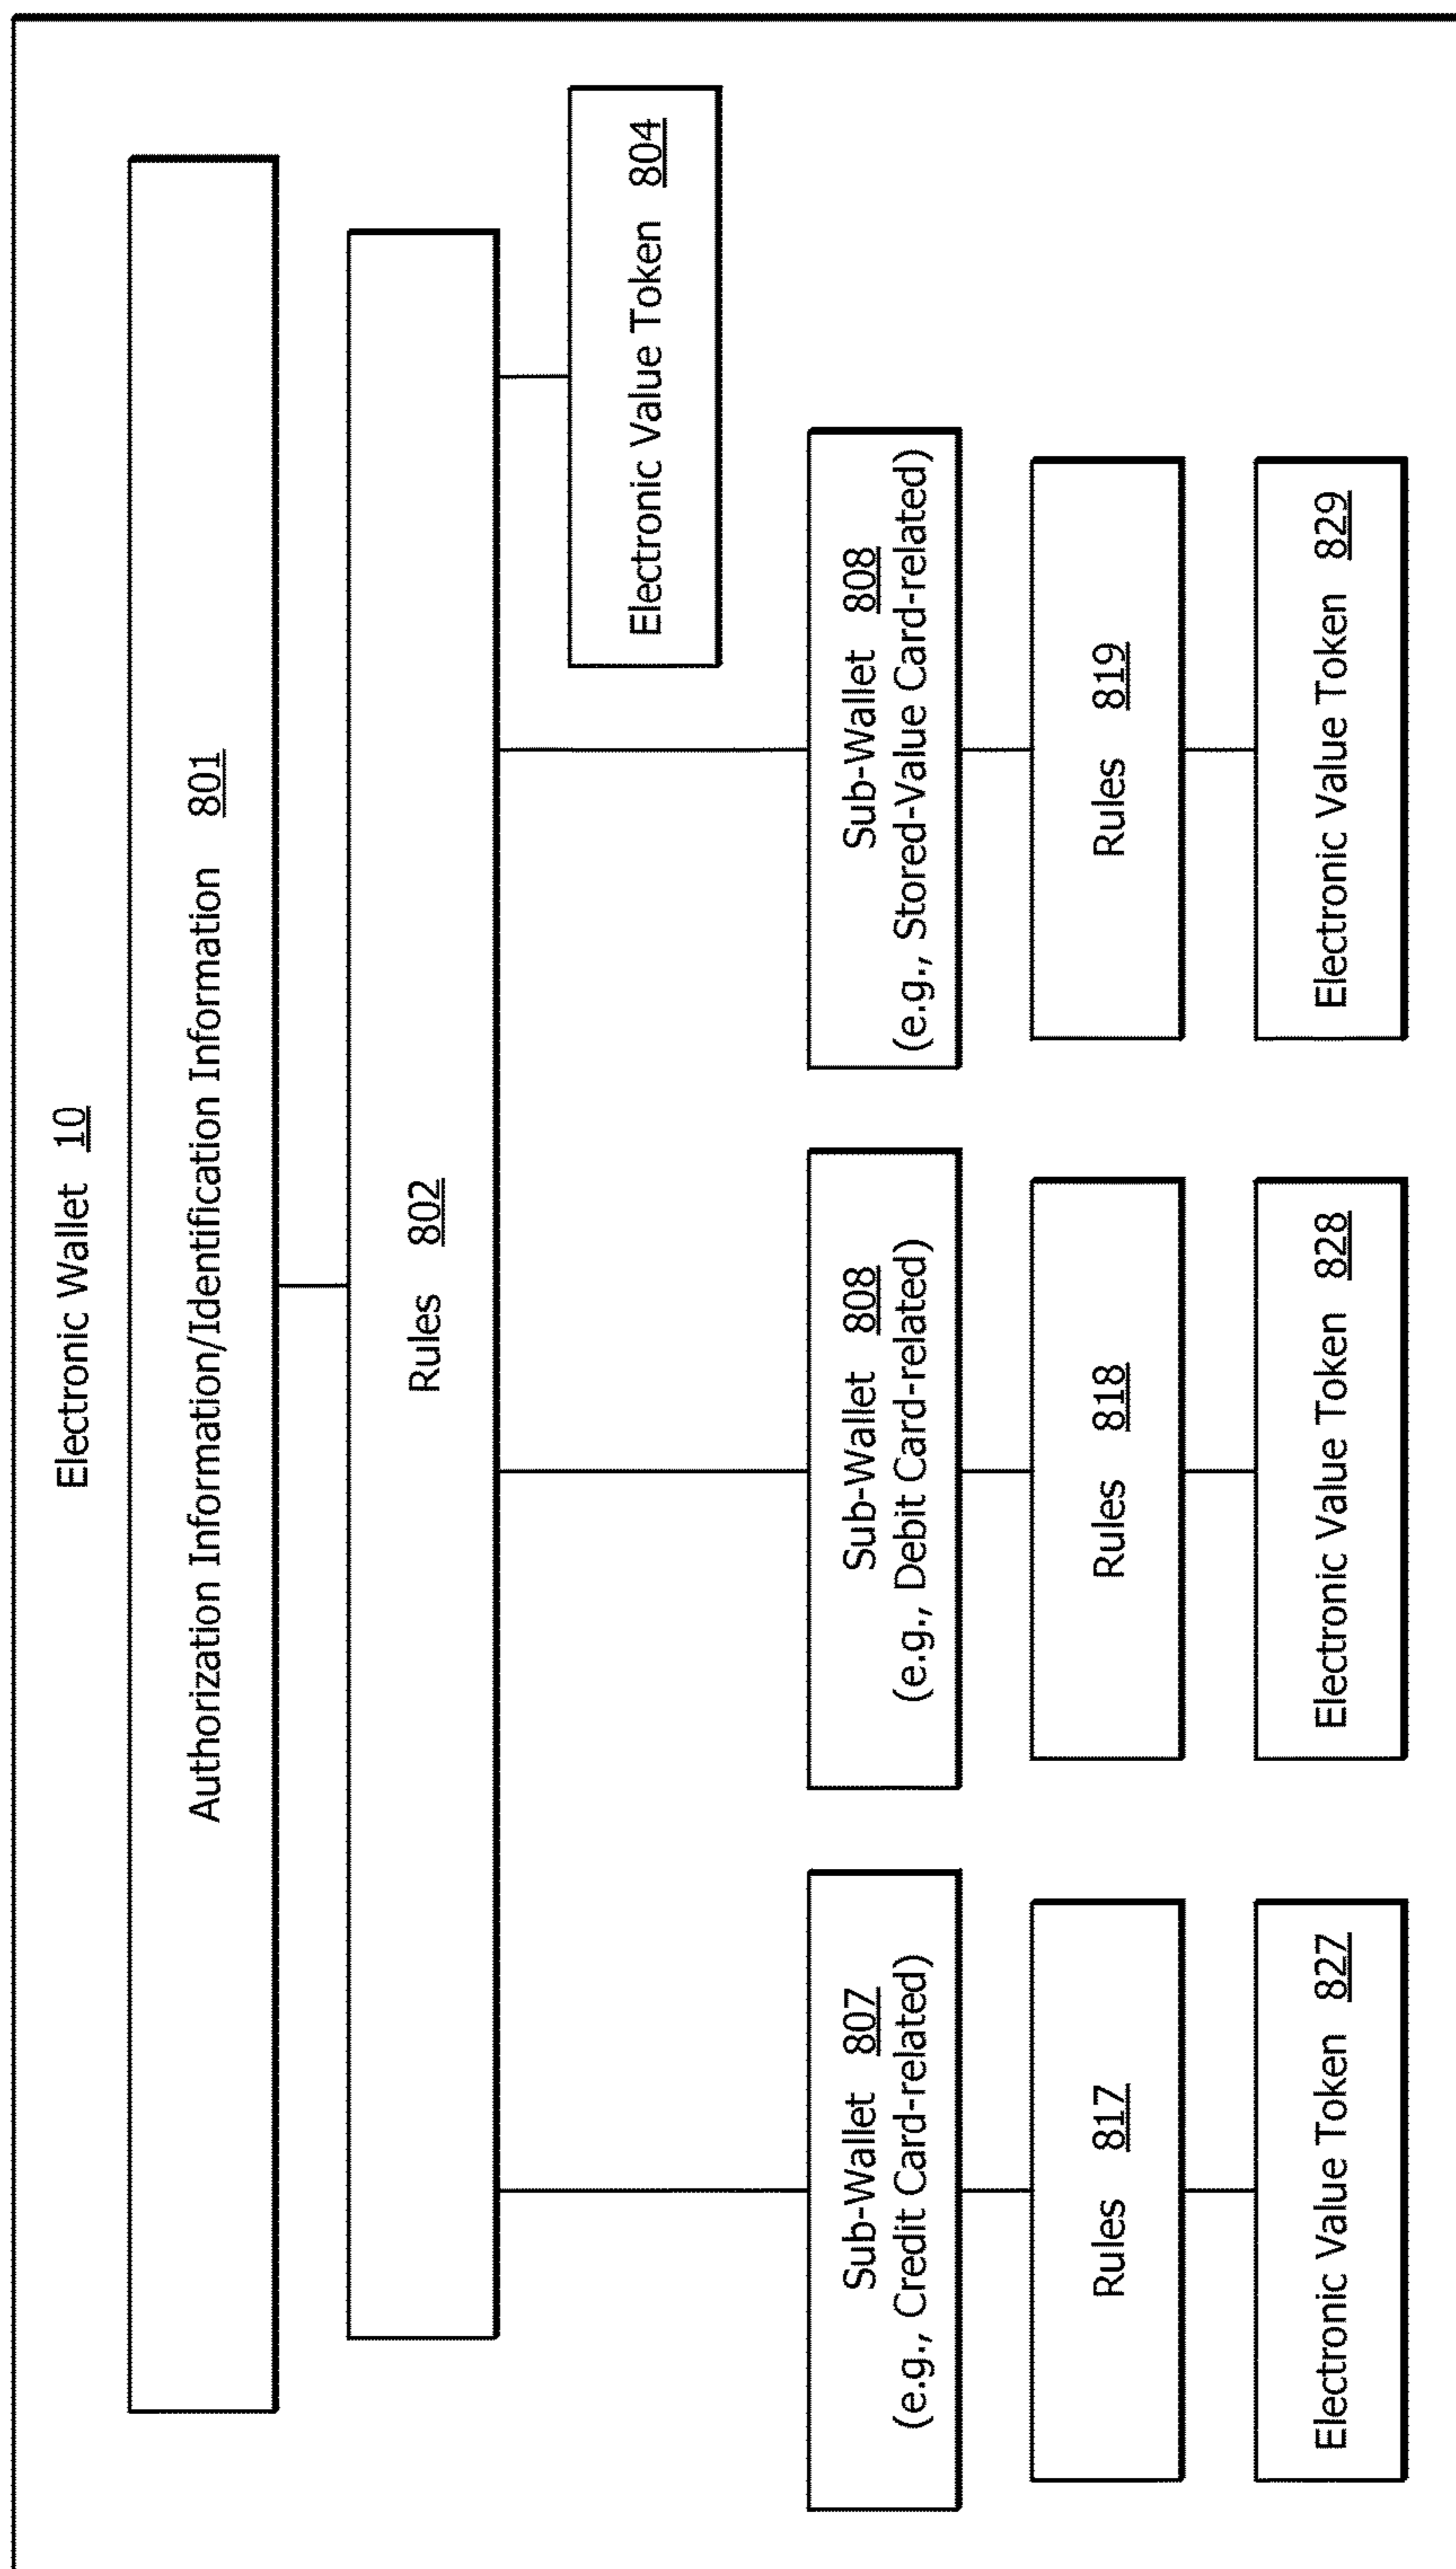 Electronic Wallet 10
Authorization Information/Identification Information 801
Rules 802
Electronic Value Token 804
Sub-Wallet 807
(e.g., Credit Card-related)
Sub-Wallet 808
(e.g., Debit Card-related)
Sub-Wallet 808
(e.g., Stored-Value Card-related)
Rules 817
Rules 818
Rules 819
Electronic Value Token 827
Electronic Value Token 828
Electronic Value Token 829